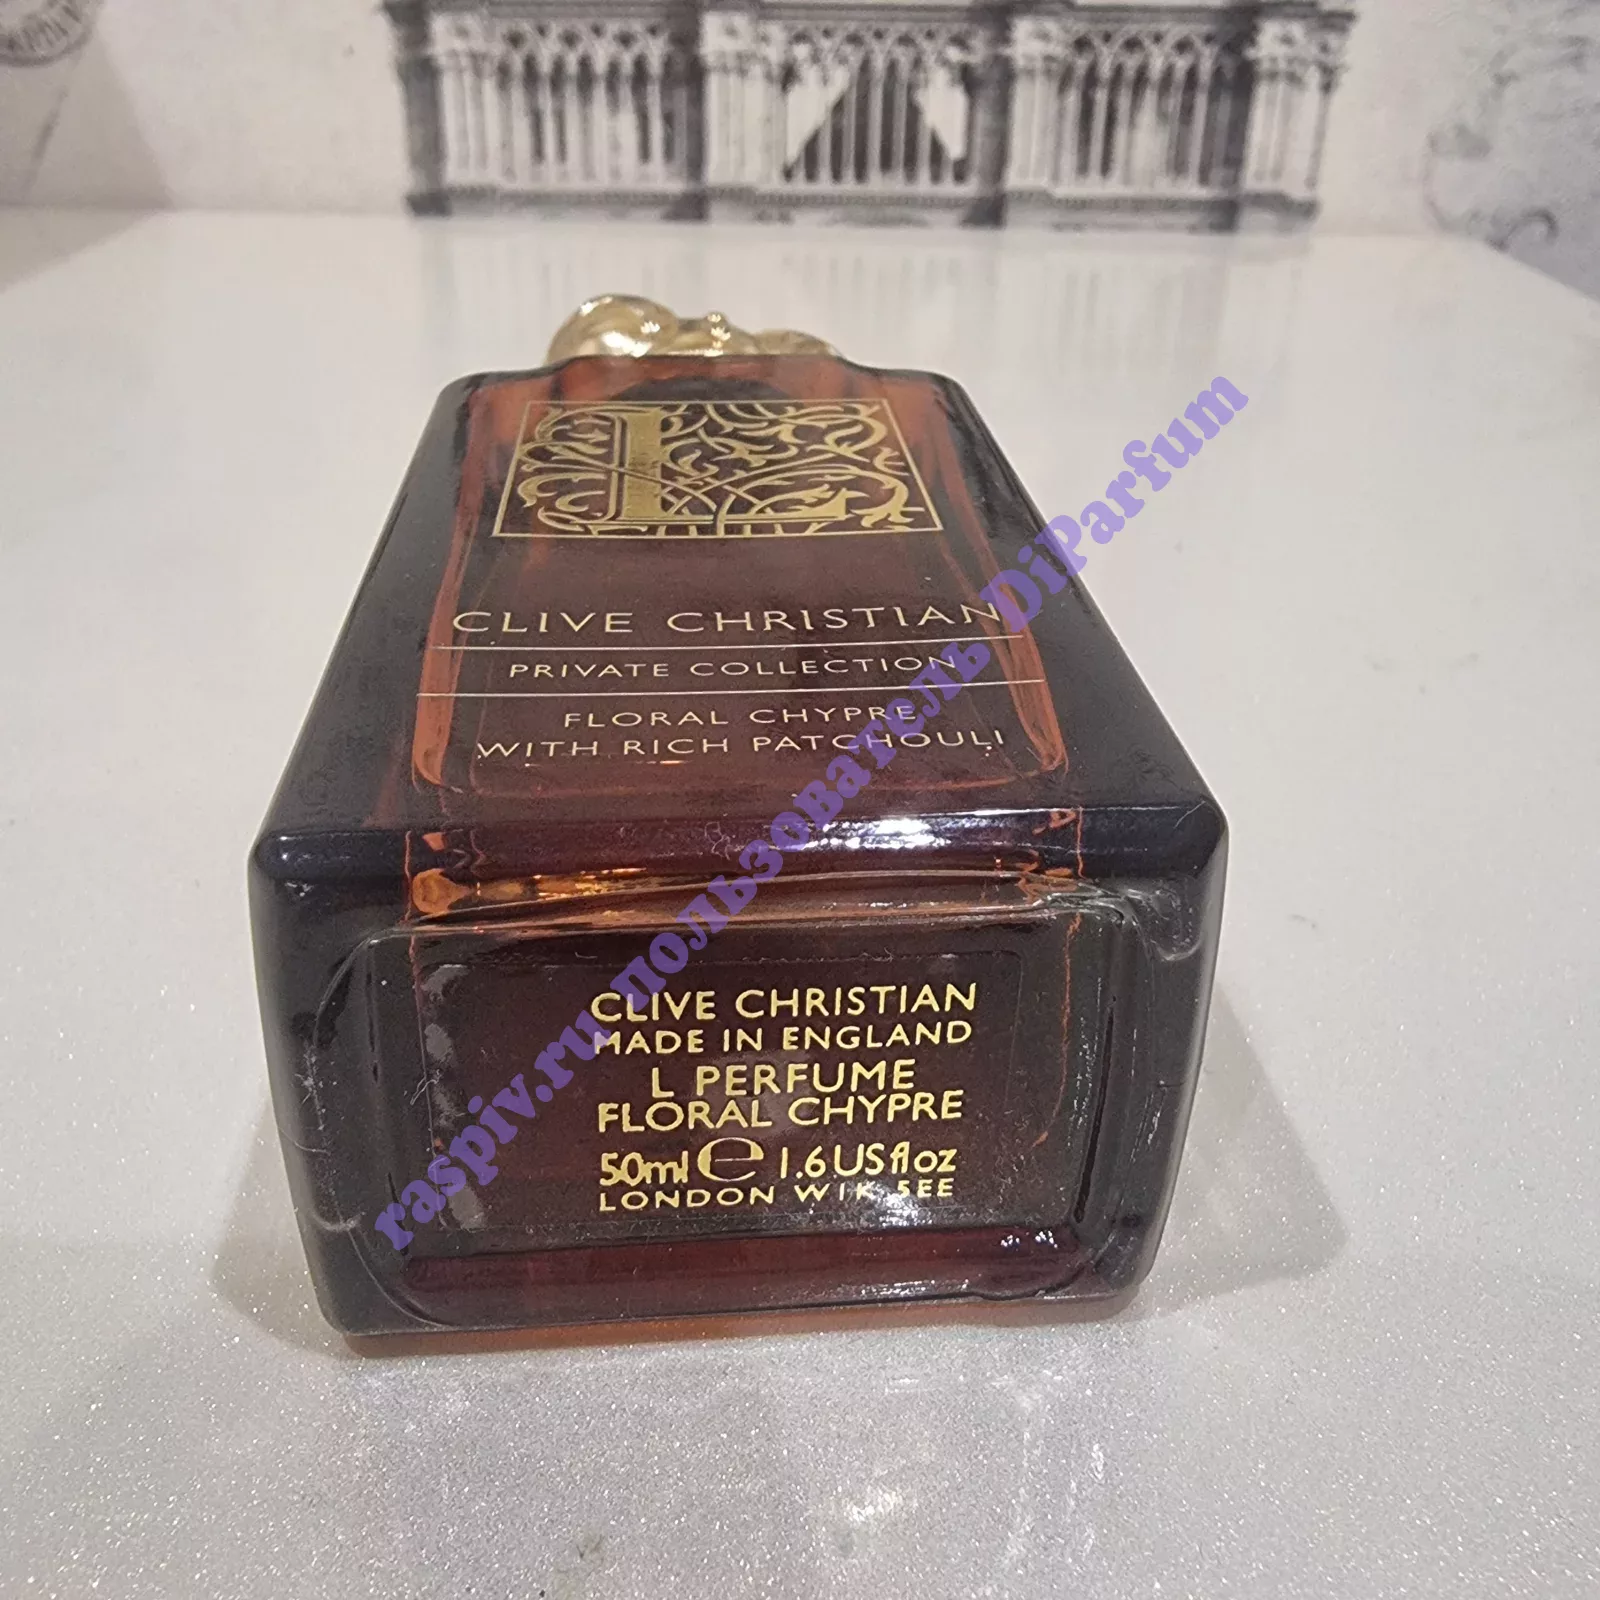 L
CLIVE CHRISTIAN
PRIVATE COLLECTION
FLORAL CHYPRE
WITH RICH PATCHOULI
CLIVE CHRISTIAN
MADE IN ENGLAND
L PERFUME
FLORAL CHYPRE
50ml e 1.6 US fl oz
LONDON W1K 5EE
raspiv.ru пользователь DiParfum